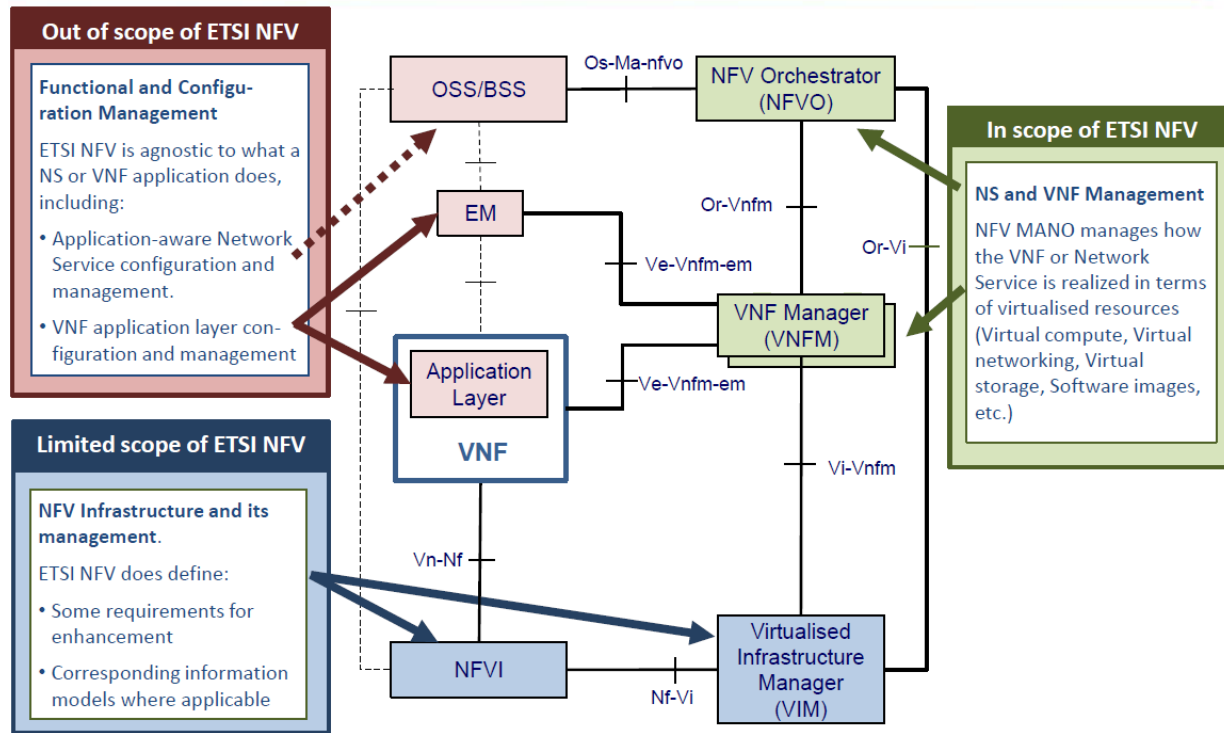 Out of scope of ETSI NFV
Functional and Configu-
ration Management
ETSI NFV is agnostic to what a
NS or VNF application does,
including:
• Application-aware Network
Service configuration and
management.
• VNF application layer con-
figuration and management
Limited scope of ETSI NFV
NFV Infrastructure and its
management.
ETSI NFV does define:
• Some requirements for
enhancement
• Corresponding information
models where applicable
OSS/BSS
Os-Ma-nfvo
NFV Orchestrator
(NFVO)
EM
Or-Vnfm
Ve-Vnfm-em
Or-Vi
VNF Manager
(VNFM)
Application
Layer
VNF
Ve-Vnfm-em
Vi-Vnfm
Vn-Nf
NFVI
Nf-Vi
Virtualised
Infrastructure
Manager
(VIM)
In scope of ETSI NFV
NS and VNF Management
NFV MANO manages how
the VNF or Network
Service is realized in terms
of virtualised resources
(Virtual compute, Virtual
networking, Virtual
storage, Software images,
etc.)